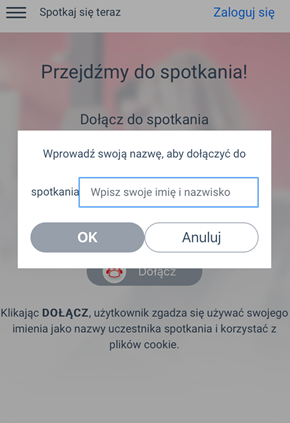 Spotkaj się teraz
Zaloguj się
Przejdźmy do spotkania!
Dołącz do spotkania
Wprowadź swoją nazwę, aby dołączyć do
spotkania
Wpisz swoje imię i nazwisko
OK
Anuluj
Dołącz
Klikając DOŁĄCZ, użytkownik zgadza się używać swojego
imienia jako nazwy uczestnika spotkania i korzystać z
plików cookie.